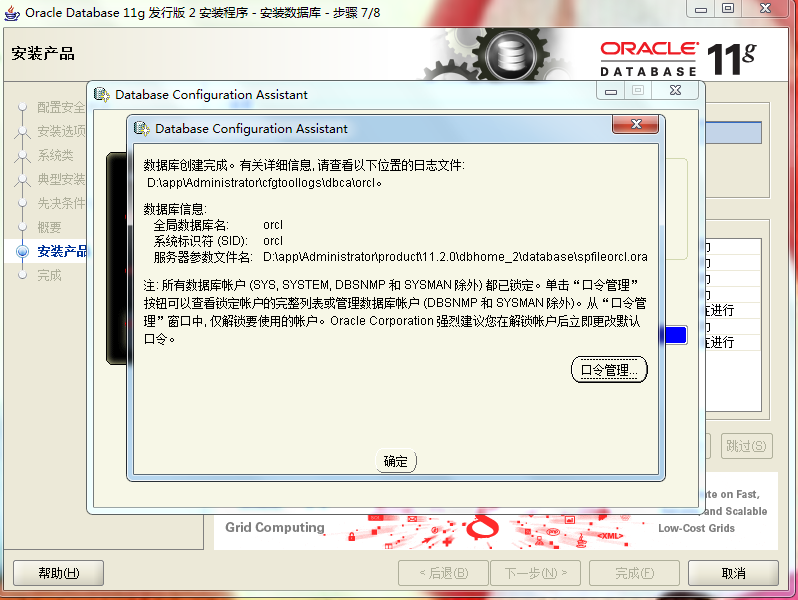 Oracle Database 11g 发行版 2 安装程序 - 安装数据库 - 步骤 7/8
安装产品
ORACLE
DATABASE
11g
配置安全
安装选项
系统类
典型安装
先决条件
概要
安装产品
完成
Database Configuration Assistant
Database Configuration Assistant
数据库创建完成。有关详细信息, 请查看以下位置的日志文件:
D:\app\Administrator\cfgtoollogs\dbca\orcl。
数据库信息:
全局数据库名: orcl
系统标识符 (SID): orcl
服务器参数文件名: D:\app\Administrator\product\11.2.0\dbhome_2\database\spfileorcl.ora
注: 所有数据库帐户 (SYS, SYSTEM, DBSNMP 和 SYSMAN 除外) 都已锁定。单击“口令管理”
按钮可以查看锁定帐户的完整列表或管理数据库帐户 (DBSNMP 和 SYSMAN 除外)。从“口令管
理”窗口中, 仅解锁要使用的帐户。Oracle Corporation 强烈建议您在解锁帐户后立即更改默认
口令。
口令管理...
确定
在进行
在进行
跳过(S)
Grid Computing
<XML>
on Fast,
and Scalable
Low-Cost Grids
帮助(H)
< 后退(B)
下一步(N) >
完成(F)
取消